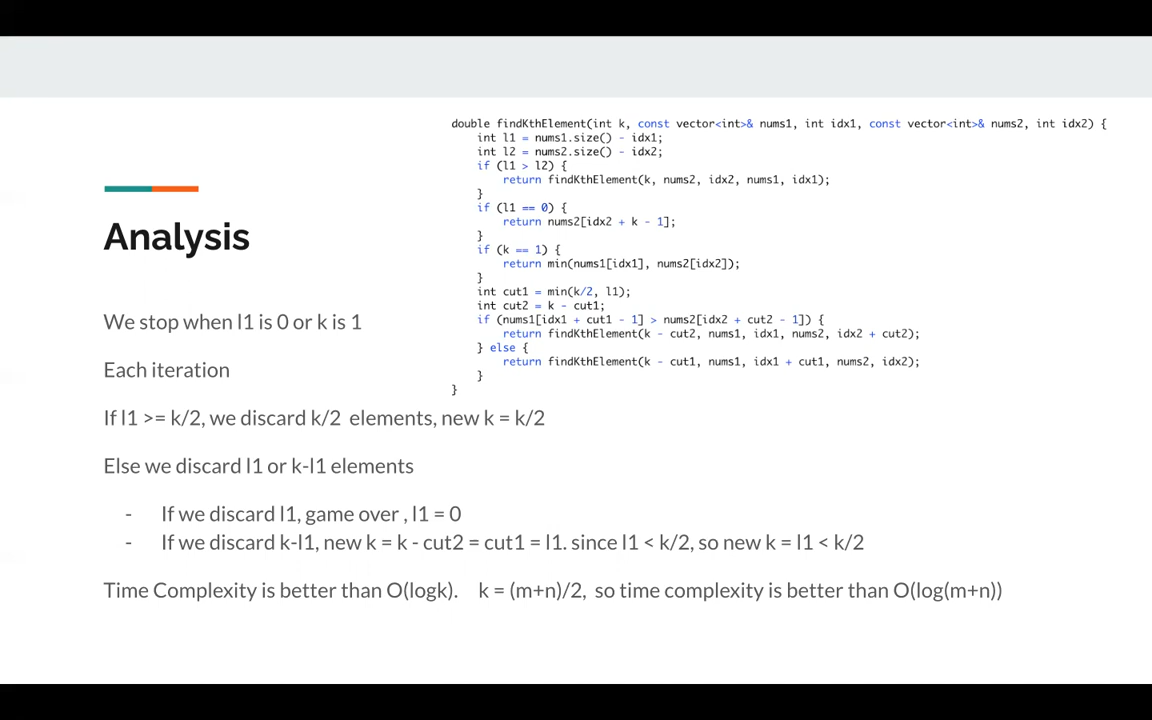 double findKthElement(int k, const vector<int>& nums1, int idx1, const vector<int>& nums2, int idx2) {
    int l1 = nums1.size() - idx1;
    int l2 = nums2.size() - idx2;
    if (l1 > l2) {
        return findKthElement(k, nums2, idx2, nums1, idx1);
    }
    if (l1 == 0) {
        return nums2[idx2 + k - 1];
    }
    if (k == 1) {
        return min(nums1[idx1], nums2[idx2]);
    }
    int cut1 = min(k/2, l1);
    int cut2 = k - cut1;
    if (nums1[idx1 + cut1 - 1] > nums2[idx2 + cut2 - 1]) {
        return findKthElement(k - cut2, nums1, idx1, nums2, idx2 + cut2);
    } else {
        return findKthElement(k - cut1, nums1, idx1 + cut1, nums2, idx2);
    }
}
Analysis
We stop when l1 is 0 or k is 1
Each iteration
If l1 >= k/2, we discard k/2 elements, new k = k/2
Else we discard l1 or k-l1 elements
- If we discard l1, game over , l1 = 0
- If we discard k-l1, new k = k - cut2 = cut1 = l1. since l1 < k/2, so new k = l1 < k/2
Time Complexity is better than O(logk). k = (m+n)/2, so time complexity is better than O(log(m+n))